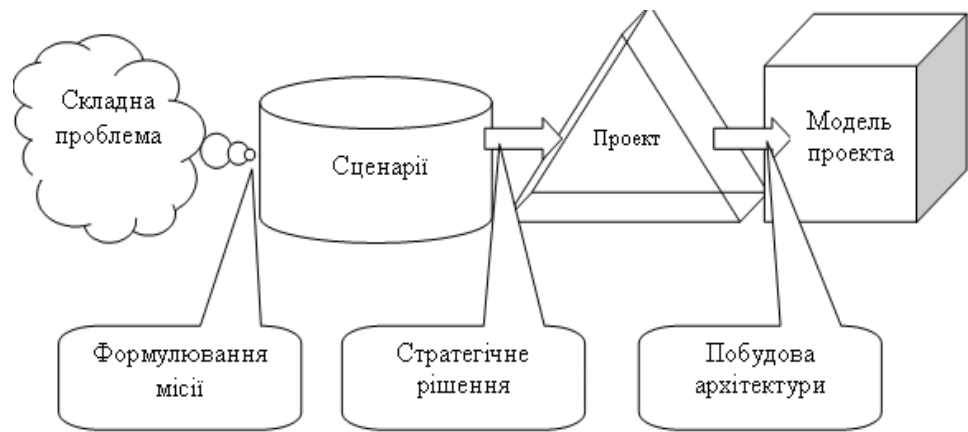 Складна
проблема
Сценарії
Проект
Модель
проекта
Формулювання
місії
Стратегічне
рішення
Побудова
архітектури